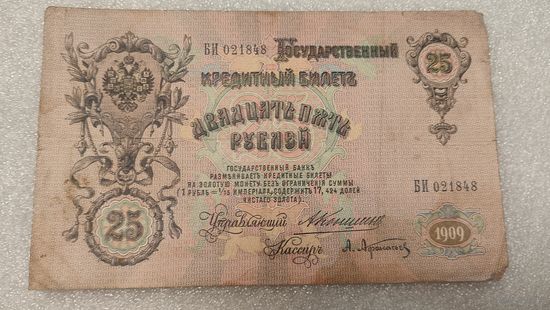 БИ 021848 Государственный
25
кредитный билетъ
двадцать пять
рублей
ГОСУДАРСТВЕННЫЙ БАНКЪ
РАЗМѢНИВАЕТЪ КРЕДИТНЫЕ БИЛЕТЫ
НА ЗОЛОТУЮ МОНЕТУ БЕЗЪ ОГРАНИЧЕНІЯ СУММЫ
(1 РУБЛЬ = 1/15 ИМПЕРІАЛА, СОДЕРЖИТЪ 17,424 ДОЛЕЙ
ЧИСТАГО ЗОЛОТА).
БИ 021848
25
Управляющій
1909
Кассиръ